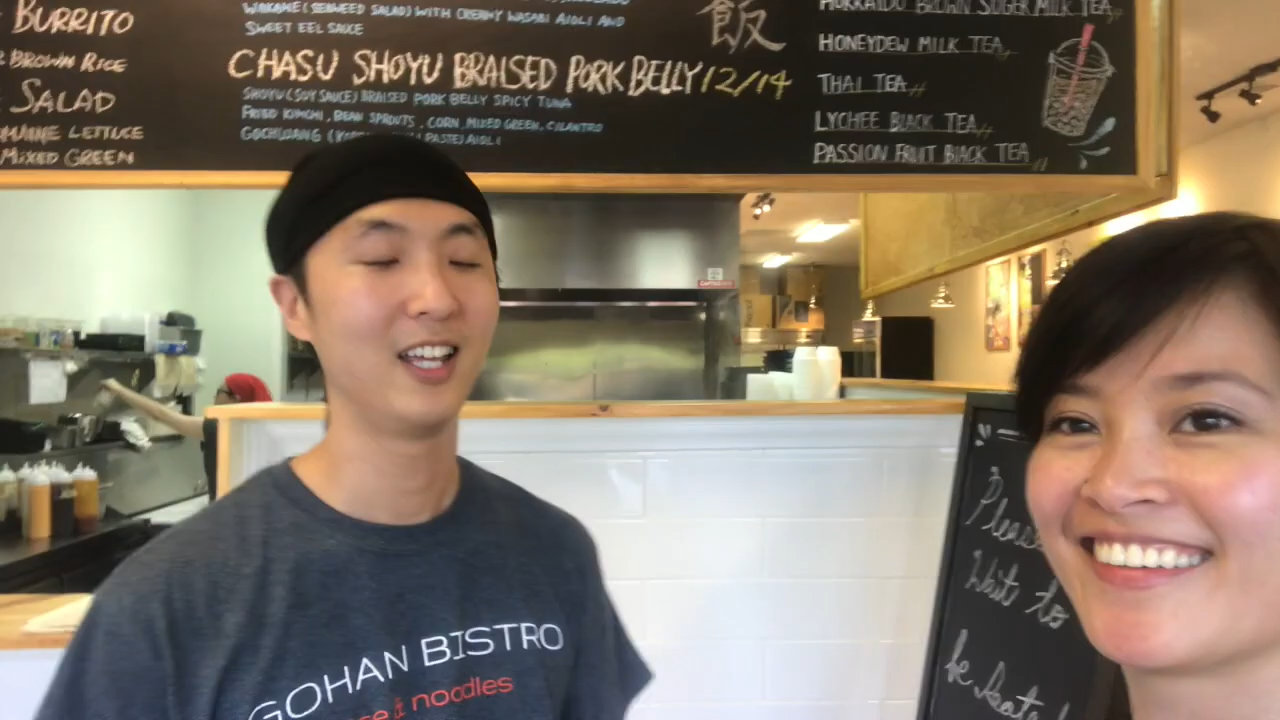 BURRITO
BROWN RICE
SALAD
LETTUCE
MIXED GREEN
WAKAME (SEAWEED SALAD) WITH CREAMY WASABI AIOLI AND
SWEET EEL SAUCE
CHASU SHOYU BRAISED PORK BELLY 12/14
SHOYU (SOY SAUCE) BRAISED PORK BELLY SPICY TUNA
FRIED KIMCHI, BEAN SPROUTS, CORN, MIXED GREEN, CILANTRO
GOCHUJANG PASTE) AIOLI
飯
HOKKAIDO BROWN SUGER MILK TEA
HONEYDEW MILK TEA
THAI TEA
LYCHEE BLACK TEA
PASSION FRUIT BLACK TEA
Please
Wait to
be Seated
GOHAN BISTRO
& noodles